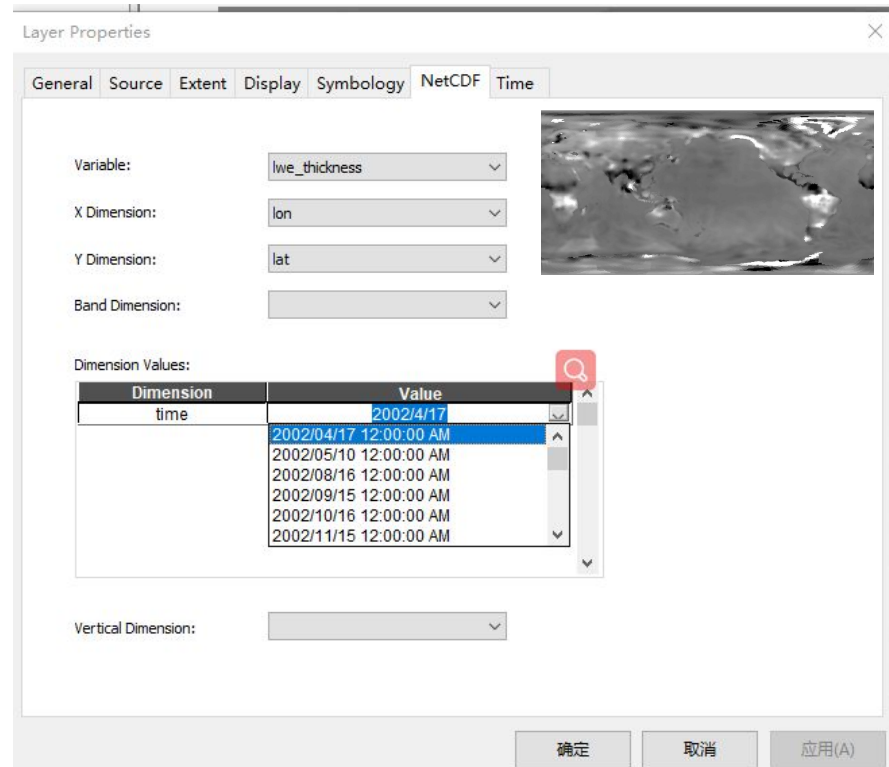 Layer Properties
General Source Extent Display Symbology NetCDF Time
Variable: lwe_thickness
X Dimension: lon
Y Dimension: lat
Band Dimension:
Dimension Values:
Dimension Value
time 2002/4/17
2002/04/17 12:00:00 AM
2002/05/10 12:00:00 AM
2002/08/16 12:00:00 AM
2002/09/15 12:00:00 AM
2002/10/16 12:00:00 AM
2002/11/15 12:00:00 AM
Vertical Dimension:
确定 取消 应用(A)